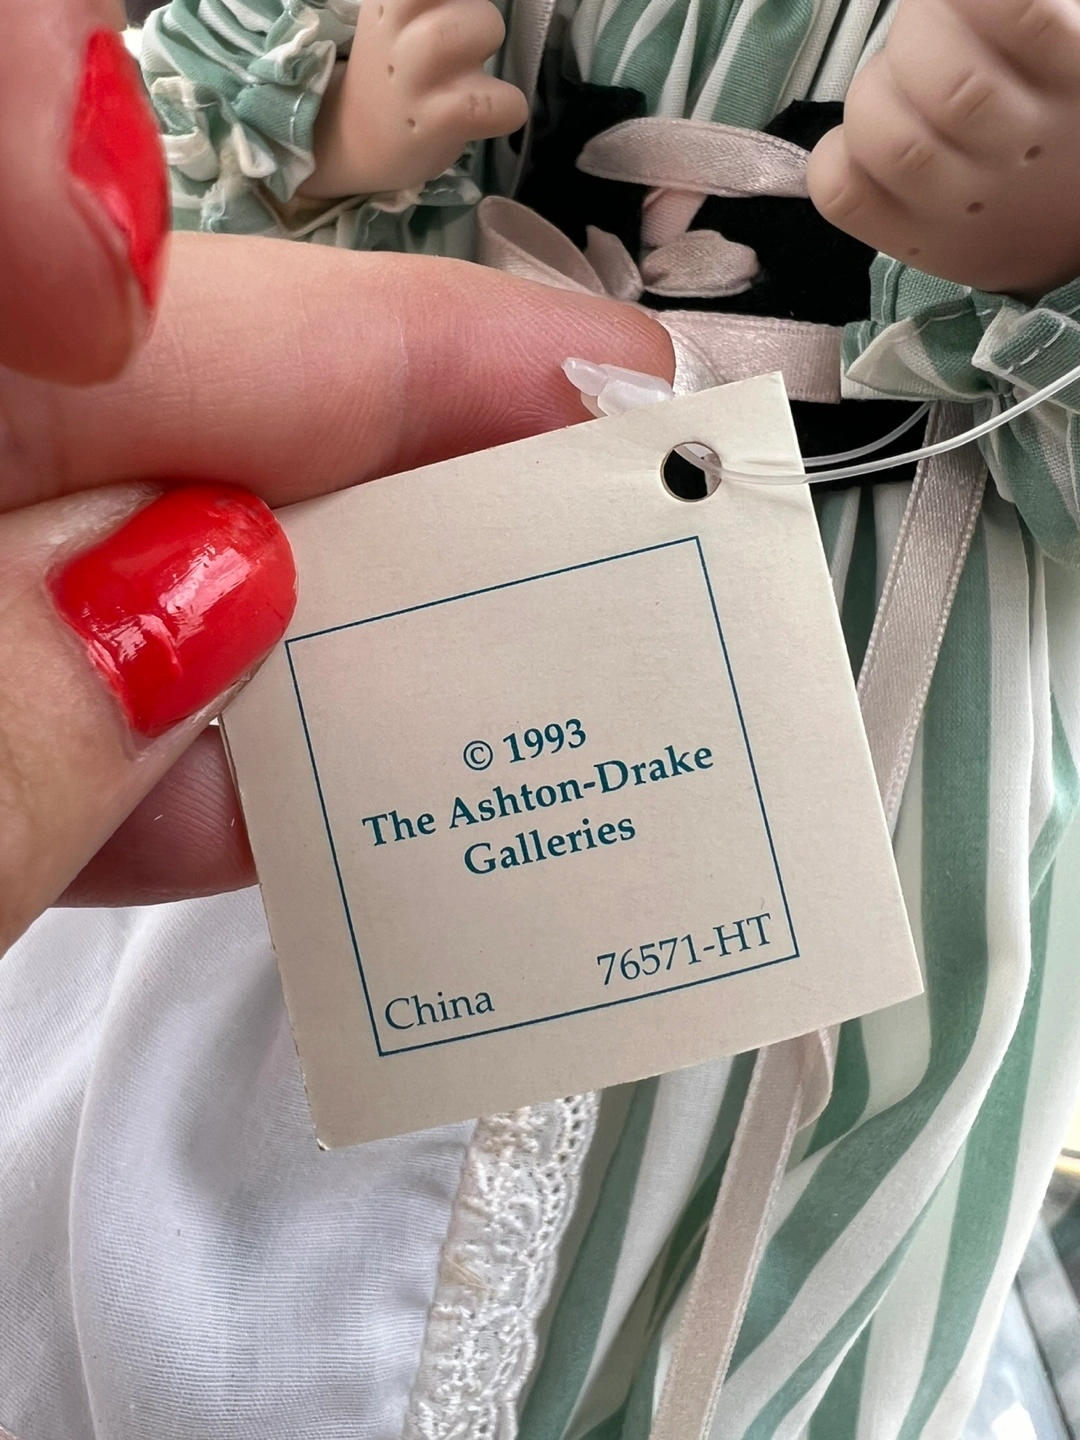 © 1993
The Ashton-Drake
Galleries
76571-HT
China